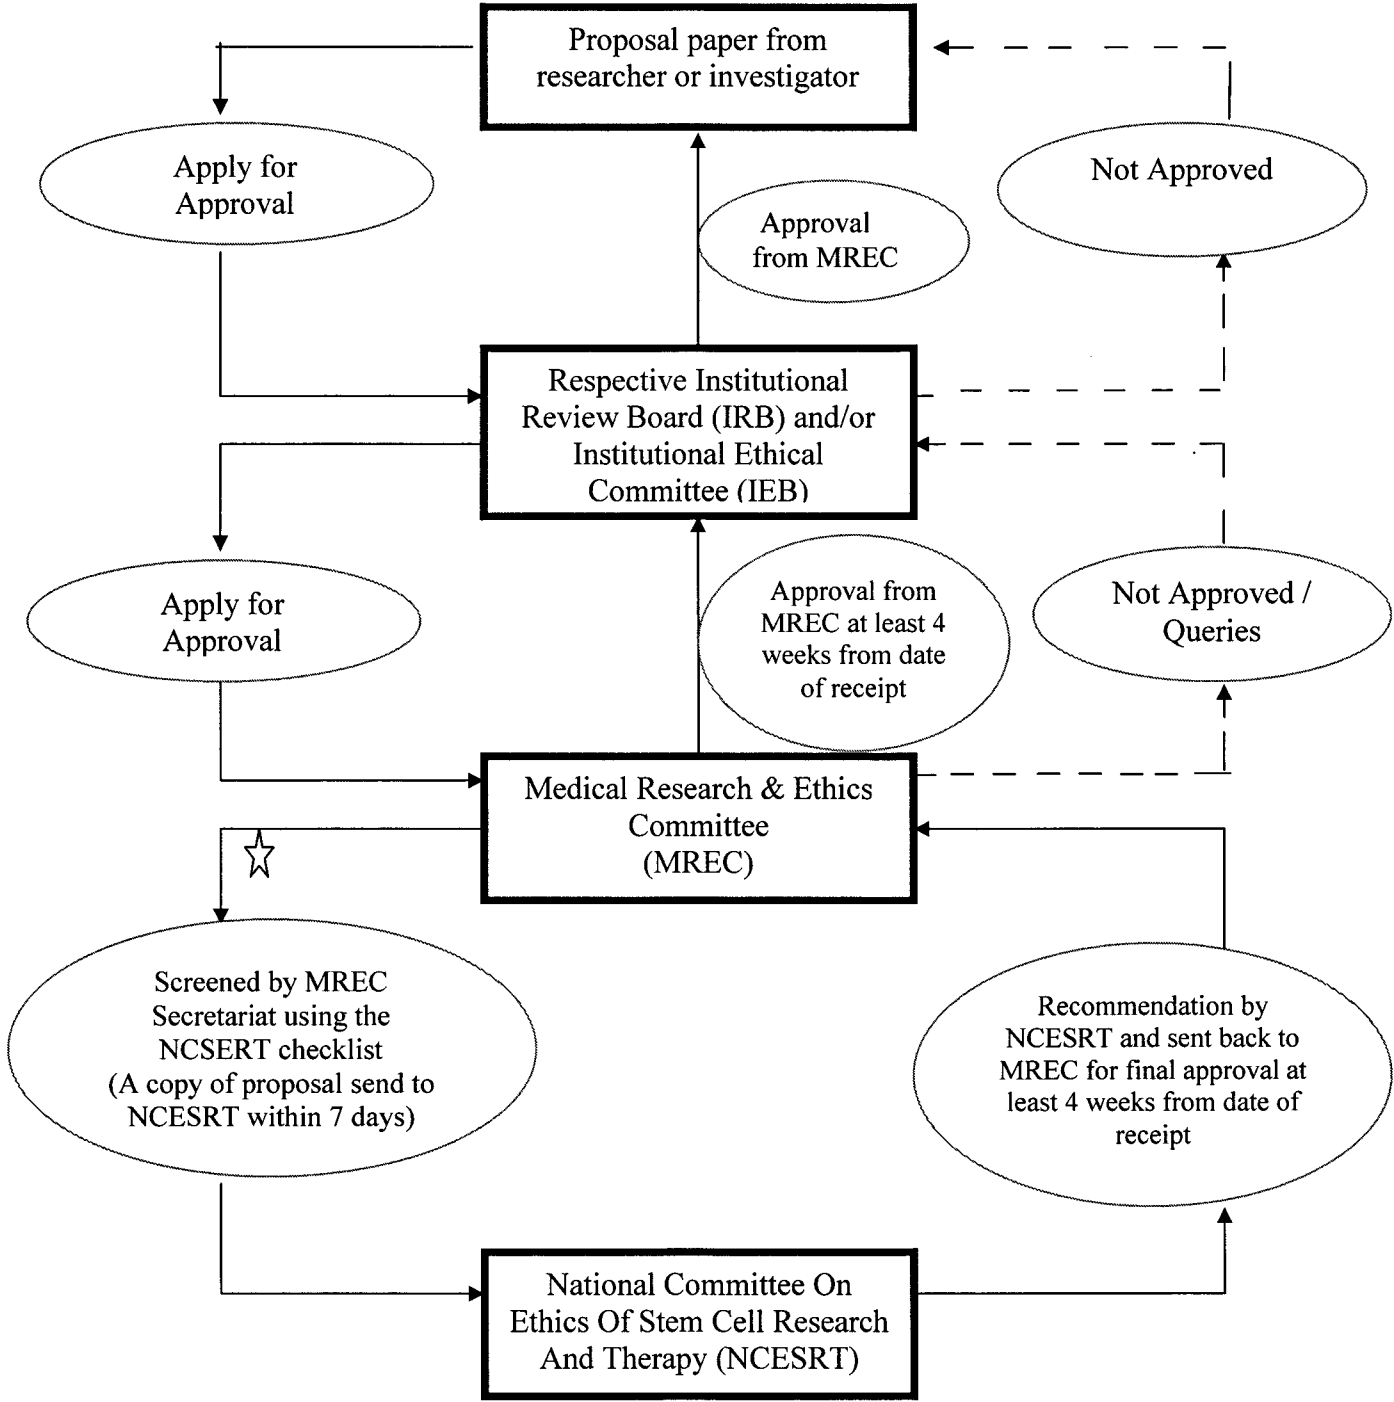 Proposal paper from
researcher or investigator
Apply for
Approval
Not Approved
Approval
from MREC
Respective Institutional
Review Board (IRB) and/or
Institutional Ethical
Committee (IEB)
Apply for
Approval
Approval from
MREC at least 4
weeks from date
of receipt
Not Approved /
Queries
Medical Research & Ethics
Committee
(MREC)
Screened by MREC
Secretariat using the
NCSERT checklist
(A copy of proposal send to
NCESRT within 7 days)
Recommendation by
NCESRT and sent back to
MREC for final approval at
least 4 weeks from date of
receipt
National Committee On
Ethics Of Stem Cell Research
And Therapy (NCESRT)